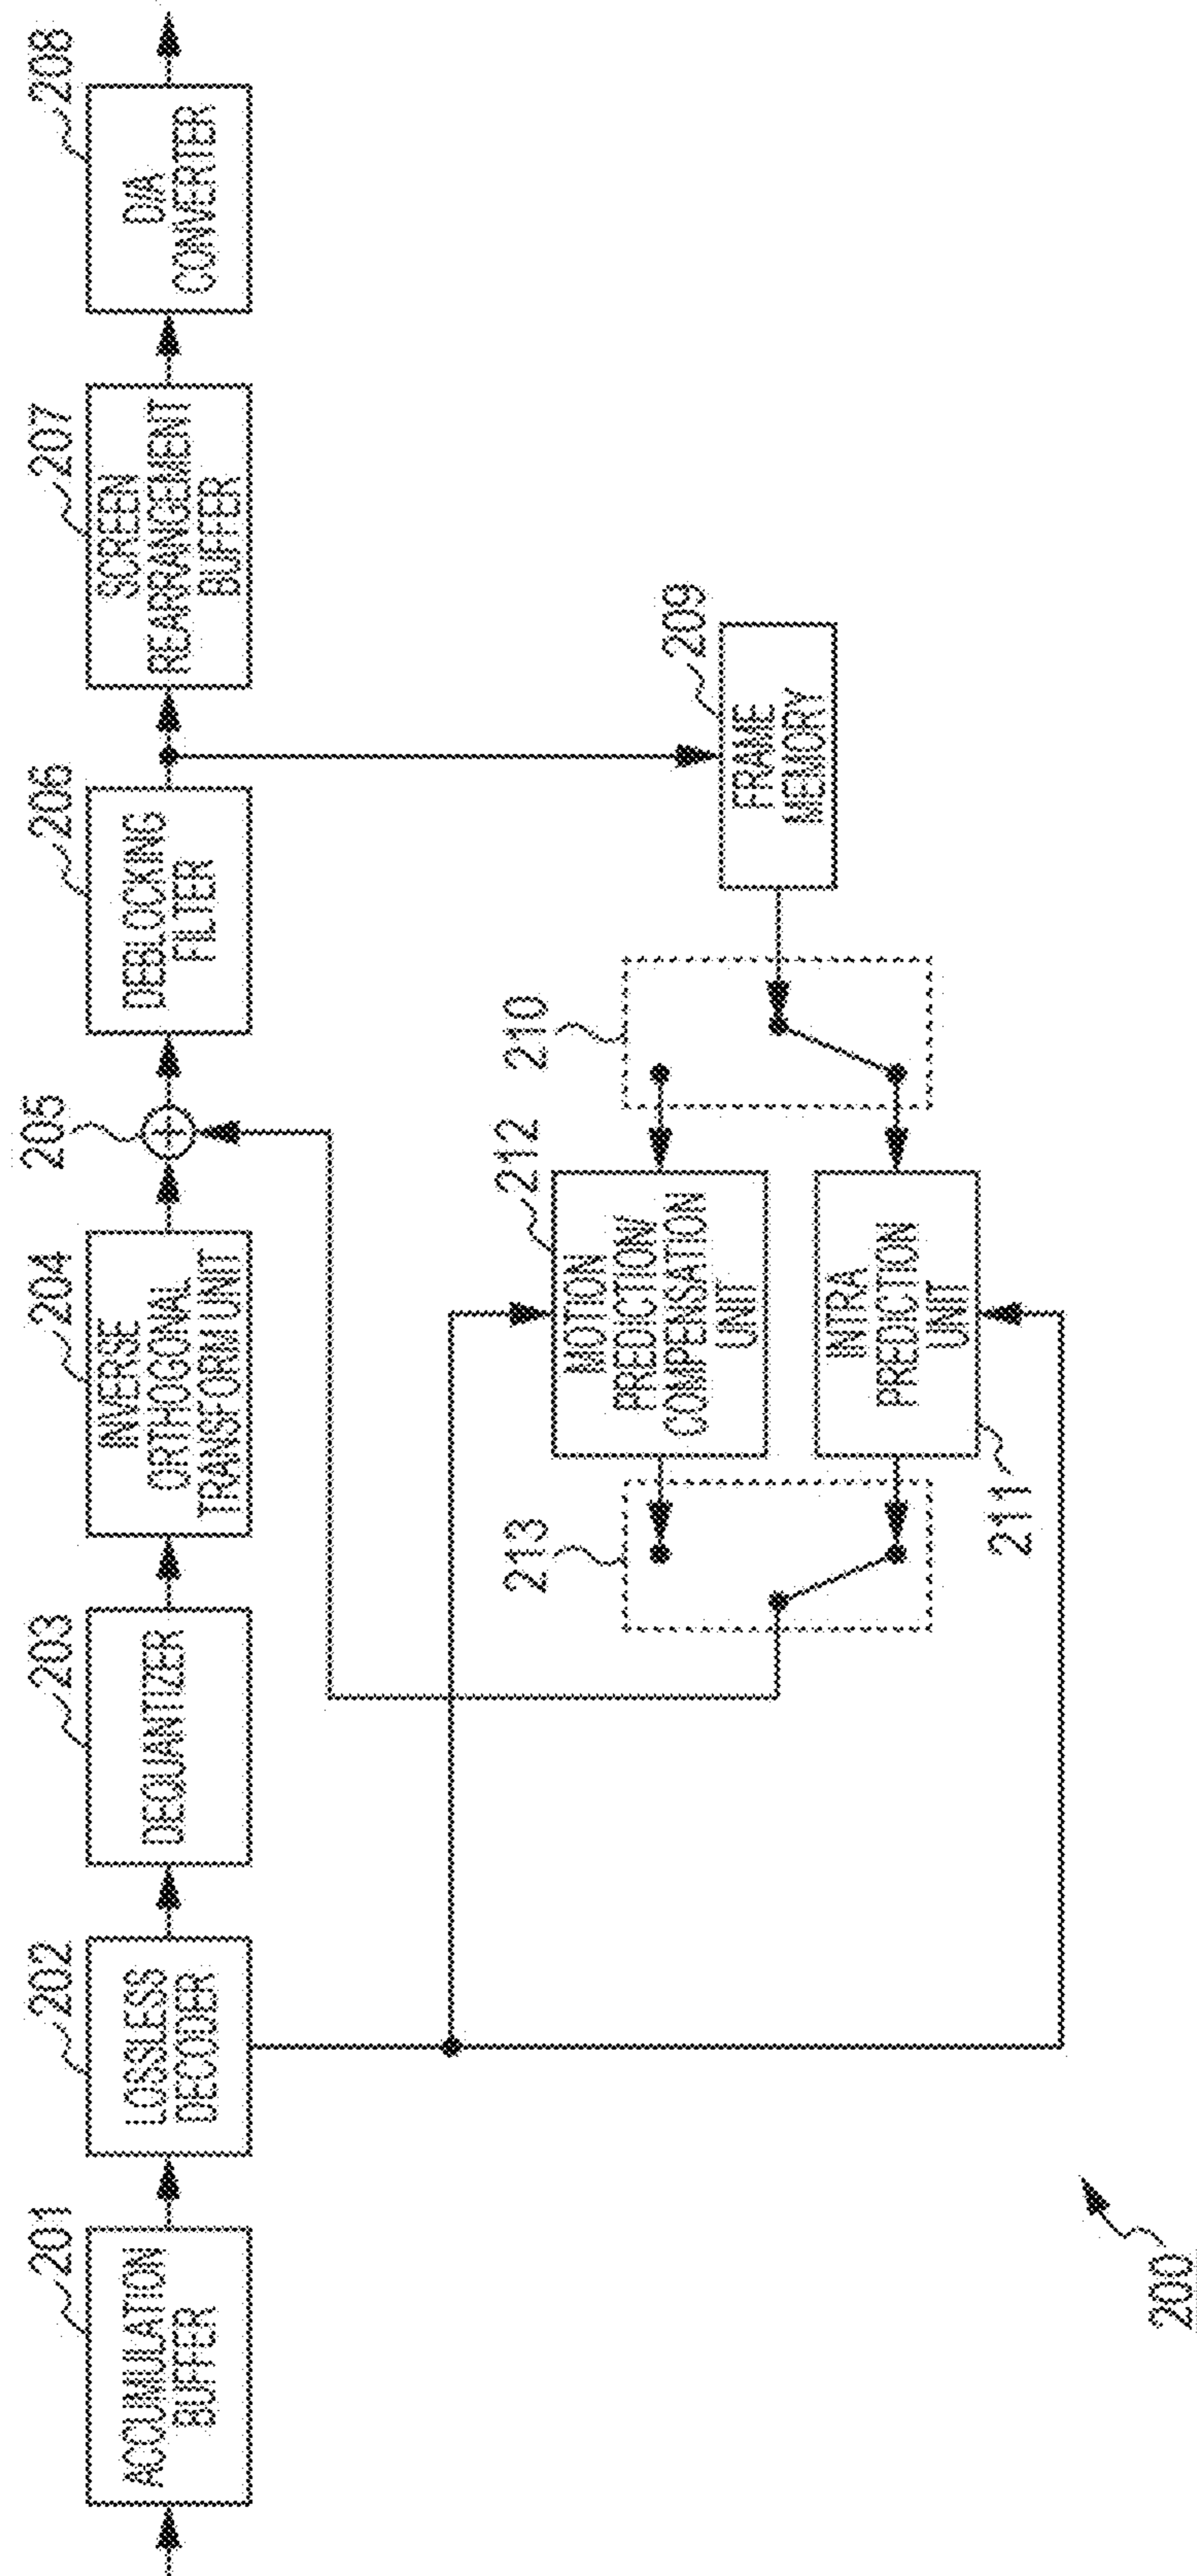 201
ACCUMULATION
BUFFER
202
LOSSLESS
DECODER
203
DEQUANTIZER
204
INVERSE
ORTHOGONAL
TRANSFORM UNIT
205
206
DEBLOCKING
FILTER
207
SCREEN
REARRANGEMENT
BUFFER
208
D/A
CONVERTER
209
FRAME
MEMORY
210
212
MOTION
PREDICTION/
COMPENSATION
UNIT
213
INTRA
PREDICTION
UNIT
211
200